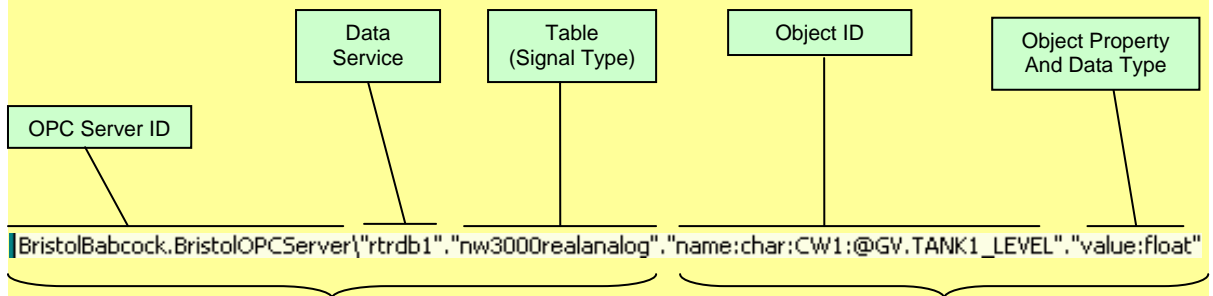 Data
Service
Table
(Signal Type)
Object ID
Object Property
And Data Type
OPC Server ID
BristolBabcock.BristolOPCServer\"rtrdb1"."nw3000realanalog"."name:char:CW1:@GV.TANK1_LEVEL"."value:float"